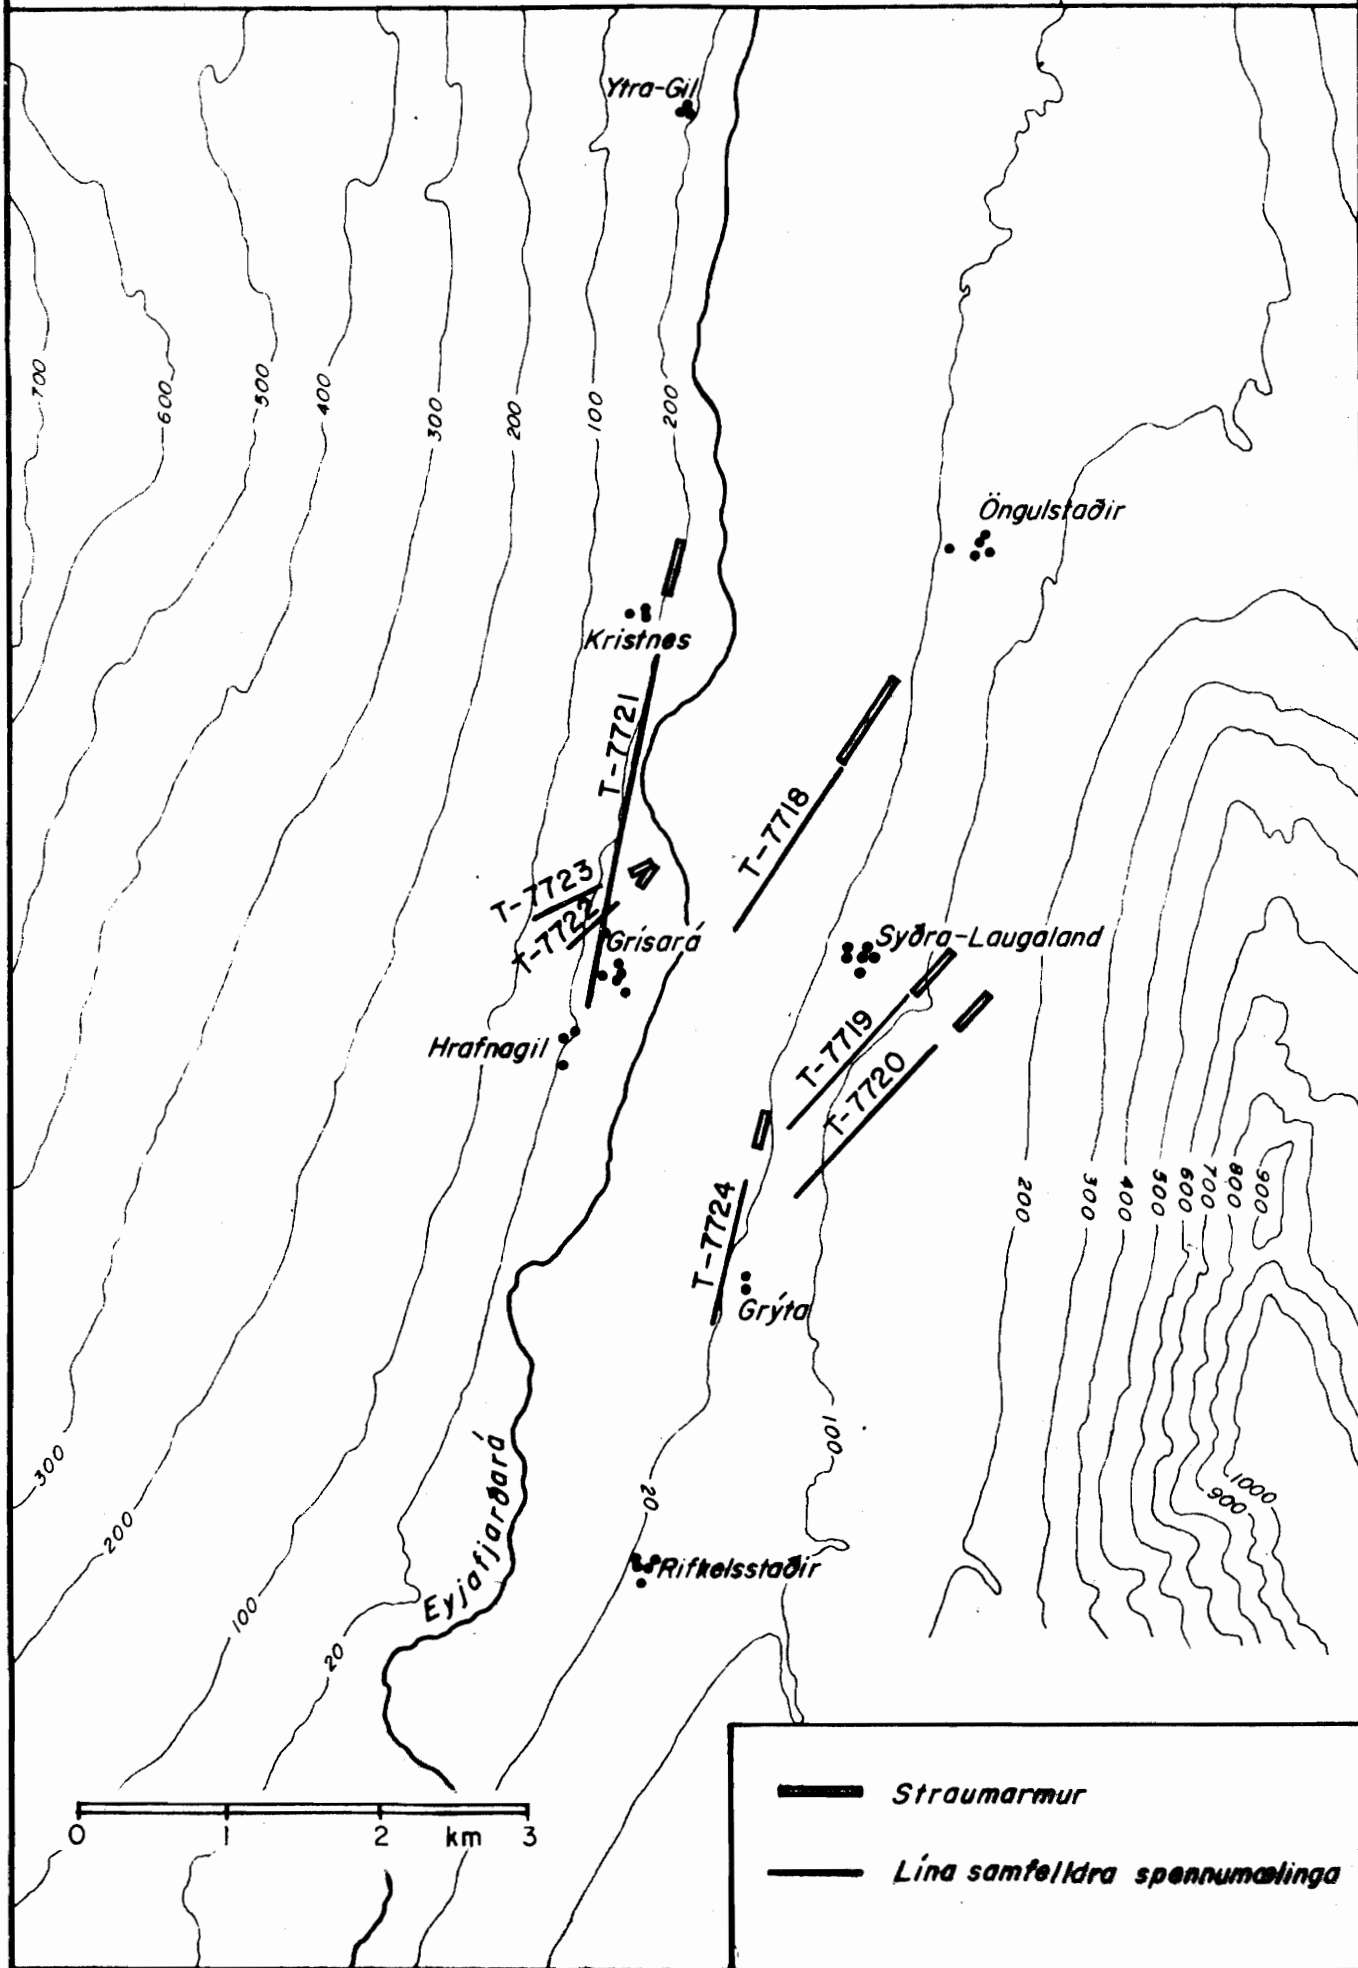 Ytra-Gil
700
600
500
400
300
200
100
200
Öngulstaðir
Kristnes
T-7721
T-7718
T-7723
T-7722
Grísará
Syðra-Laugaland
Hrafnagil
T-7719
T-7720
T-7724
Grýta
200
300
400
500
600
700
800
900
300
200
100
20
Eyjafjarðará
20
100
1000
900
Rifkelsstaðir
0 1 2 km 3
Straumarmur
Lína samfelldra spennumælinga